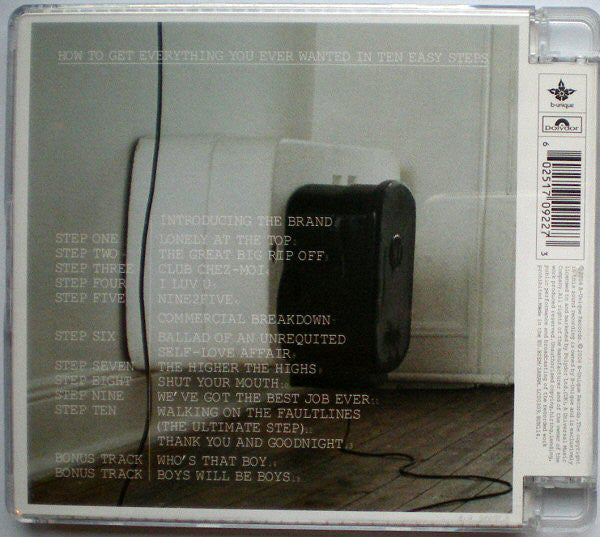 HOW TO GET EVERYTHING YOU EVER WANTED IN TEN EASY STEPS
INTRODUCING THE BRAND
STEP ONE LONELY AT THE TOP
STEP TWO THE GREAT BIG RIP OFF
STEP THREE CLUB CHEZ-MOI
STEP FOUR I LUV U
STEP FIVE NINE2FIVE
COMMERCIAL BREAKDOWN
STEP SIX BALLAD OF AN UNREQUITED
SELF-LOVE AFFAIR
STEP SEVEN THE HIGHER THE HIGHS
STEP EIGHT SHUT YOUR MOUTH
STEP NINE WE'VE GOT THE BEST JOB EVER
STEP TEN WALKING ON THE FAULTLINES
(THE ULTIMATE STEP)
THANK YOU AND GOODNIGHT
BONUS TRACK WHO'S THAT BOY
BONUS TRACK BOYS WILL BE BOYS
b-unique
Polydor
6 02517 09227 3